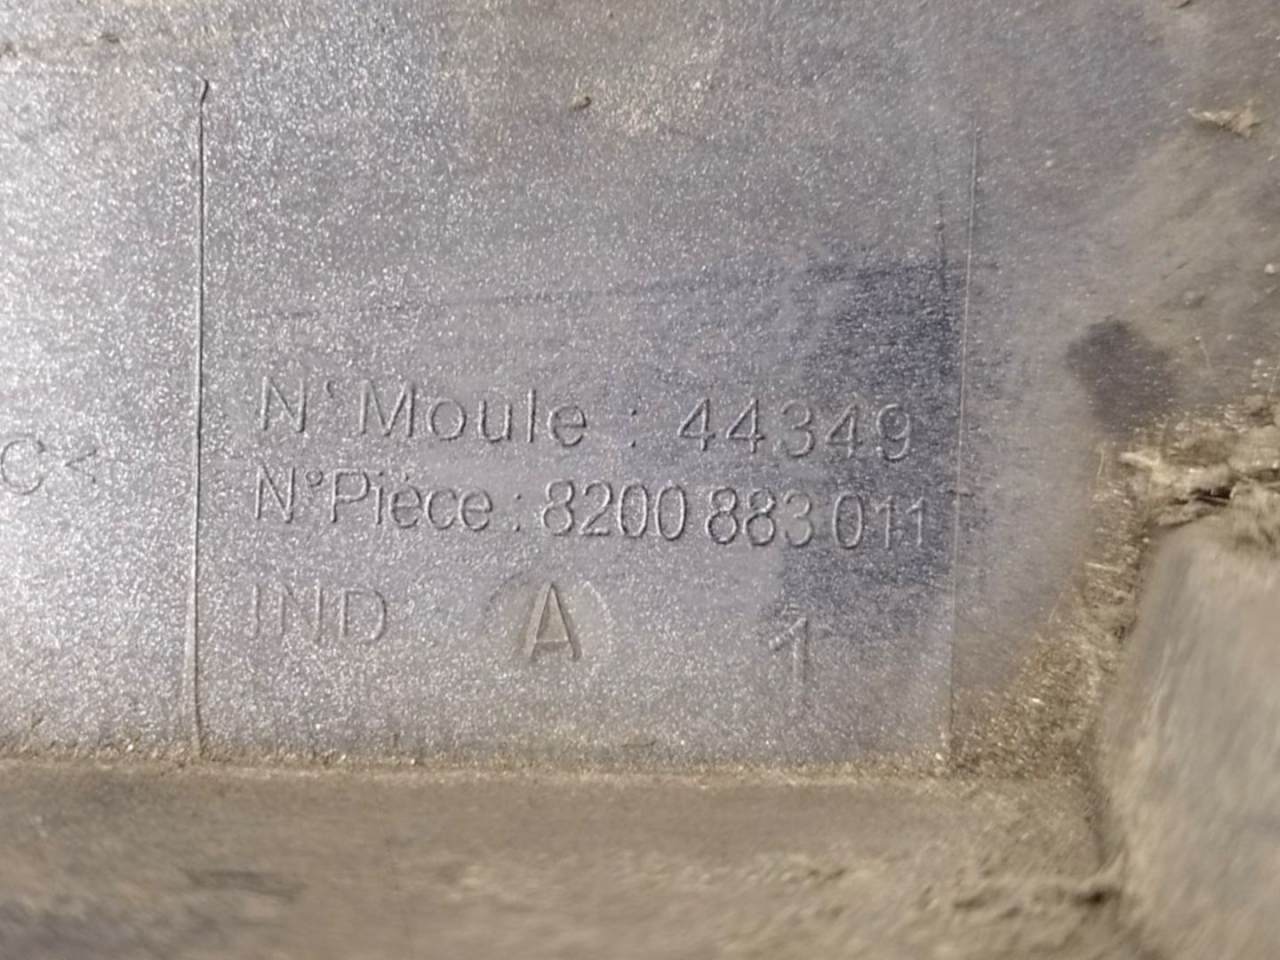 C<
N° Moule : 44349
N° Pièce : 8200 883 011
IND A 1